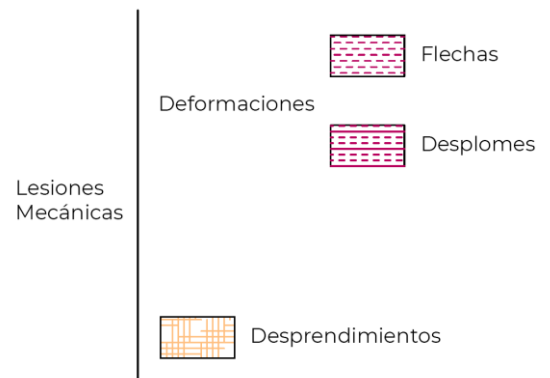 Flechas
Deformaciones
Desplomes
Lesiones
Mecánicas
Desprendimientos